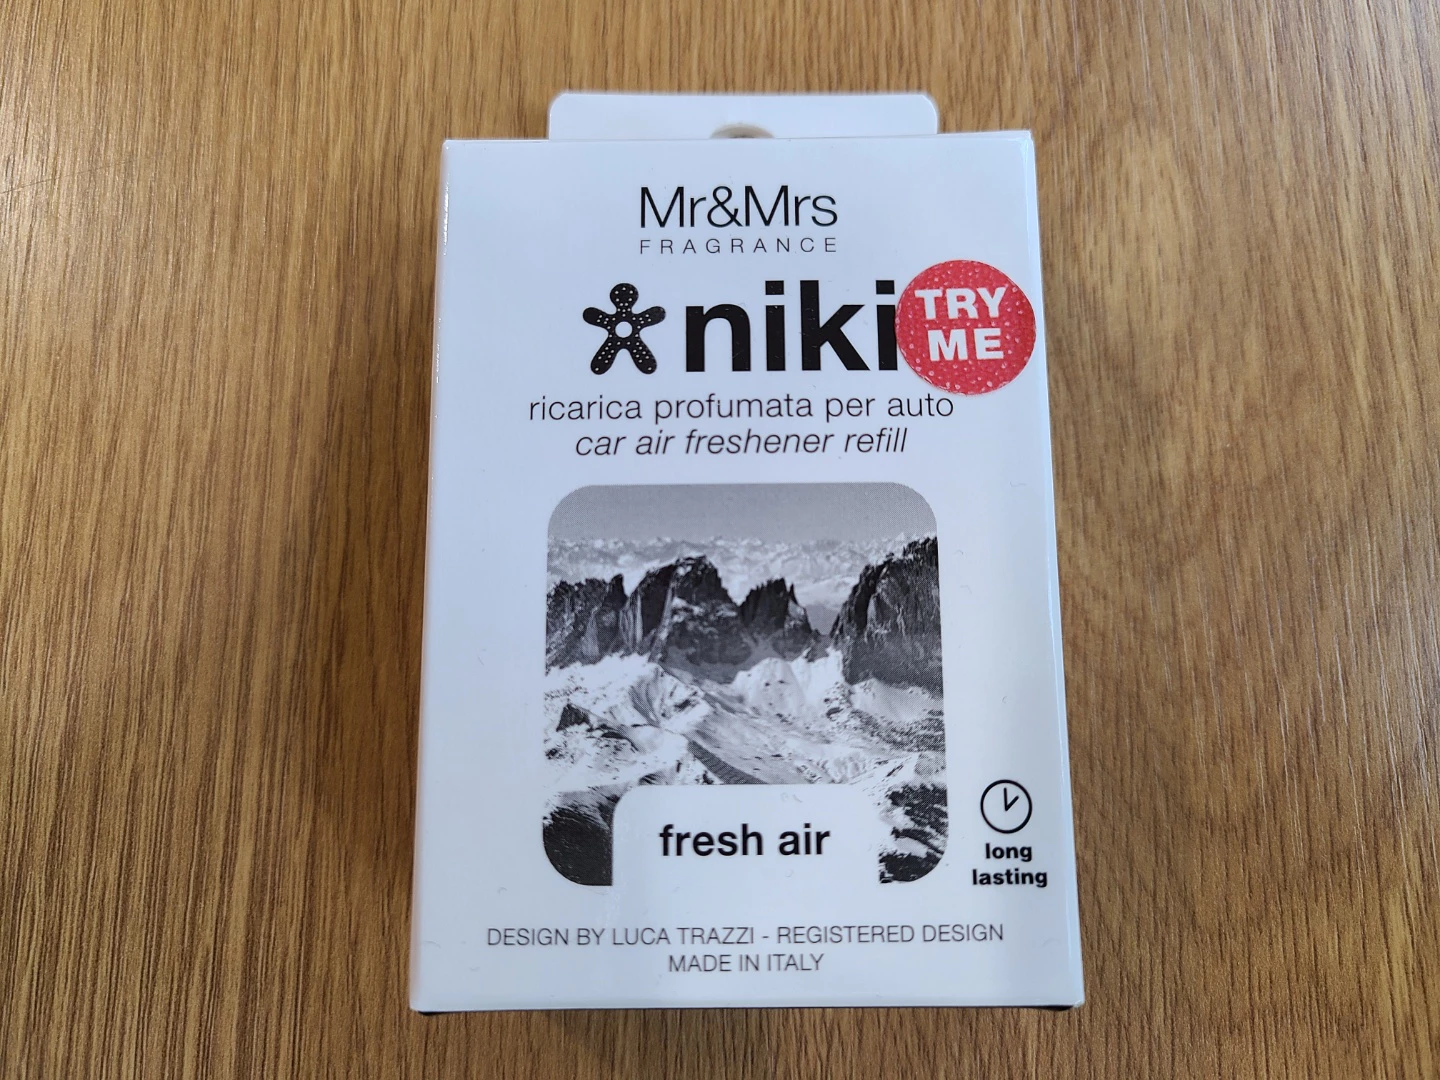 Mr&Mrs
FRAGRANCE
niki
TRY
ME
ricarica profumata per auto
car air freshener refill
fresh air
long
lasting
DESIGN BY LUCA TRAZZI - REGISTERED DESIGN
MADE IN ITALY